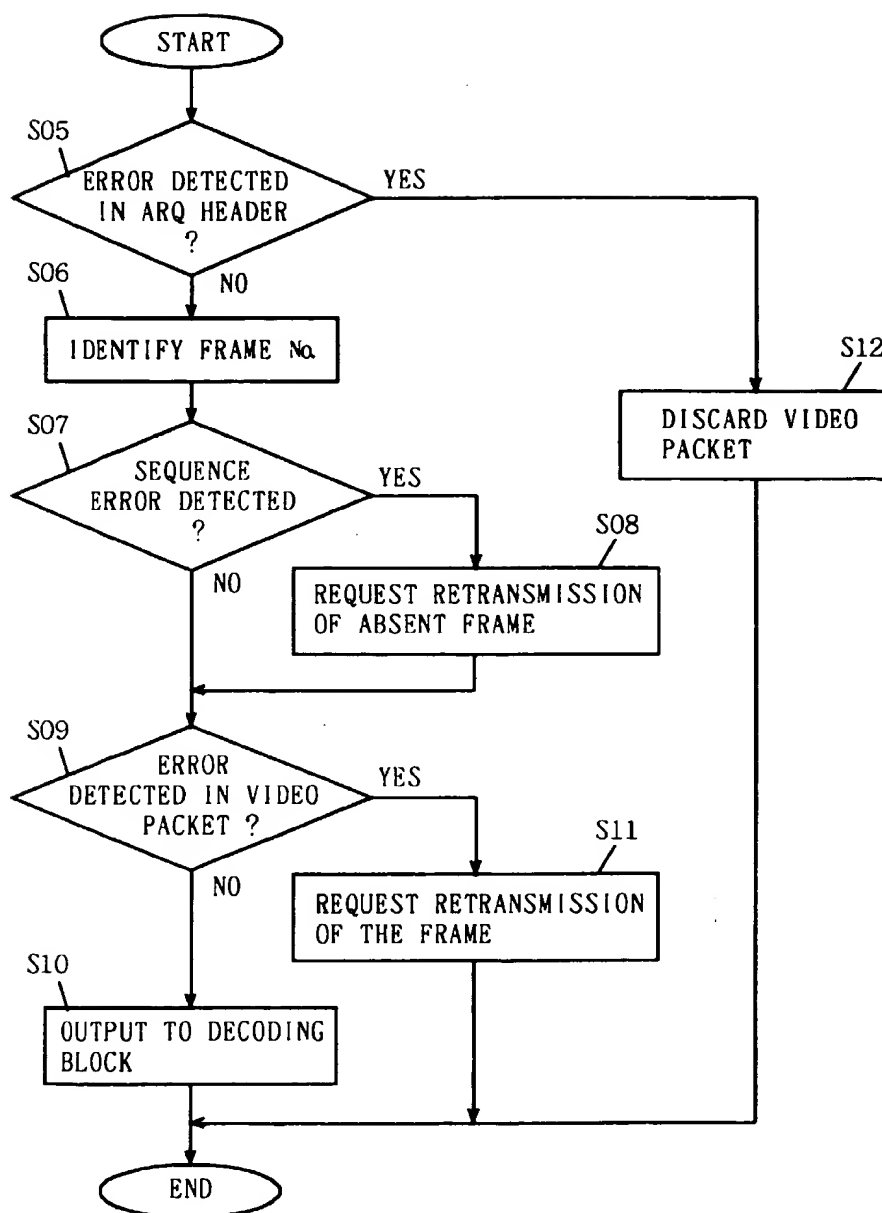 START
S05
ERROR DETECTED
IN ARQ HEADER
?
YES
NO
S06
IDENTIFY FRAME No.
S12
DISCARD VIDEO
PACKET
S07
SEQUENCE
ERROR DETECTED
?
YES
NO
S08
REQUEST RETRANSMISSION
OF ABSENT FRAME
S09
ERROR
DETECTED IN VIDEO
PACKET ?
YES
NO
S11
REQUEST RETRANSMISSION
OF THE FRAME
S10
OUTPUT TO DECODING
BLOCK
END